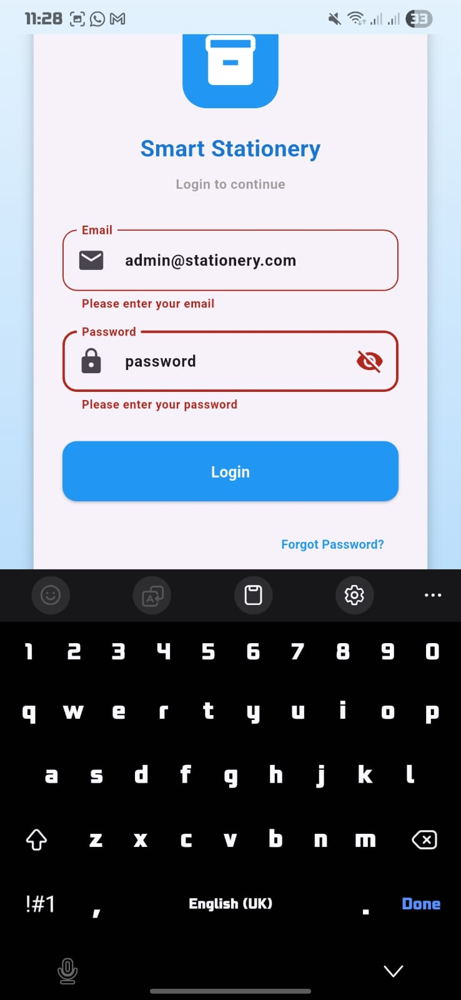 11:28
33
Smart Stationery
Login to continue
Email
admin@stationery.com
Please enter your email
Password
password
Please enter your password
Login
Forgot Password?
1 2 3 4 5 6 7 8 9 0
q w e r t y u i o p
a s d f g h j k l
z x c v b n m
!#1 , English (UK) . Done